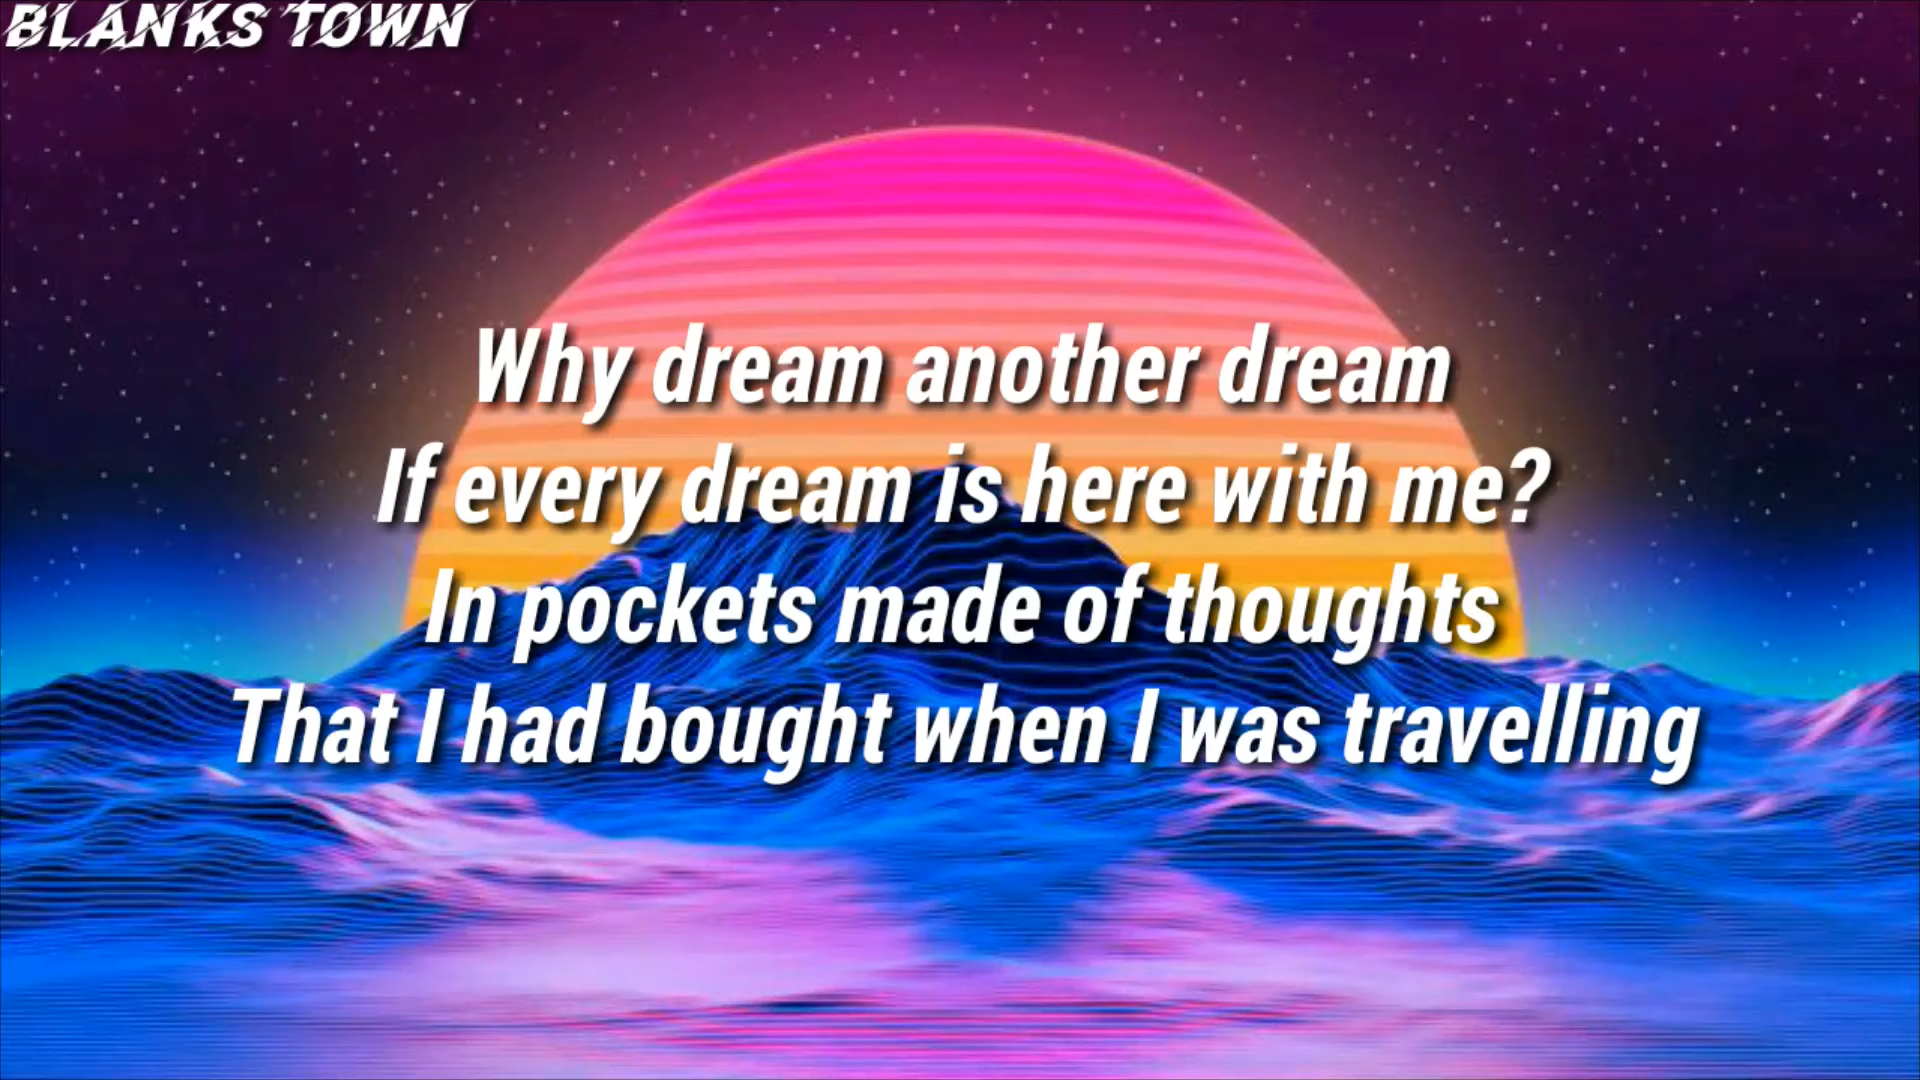 BLANKS TOWN
Why dream another dream
If every dream is here with me?
In pockets made of thoughts
That I had bought when I was travelling